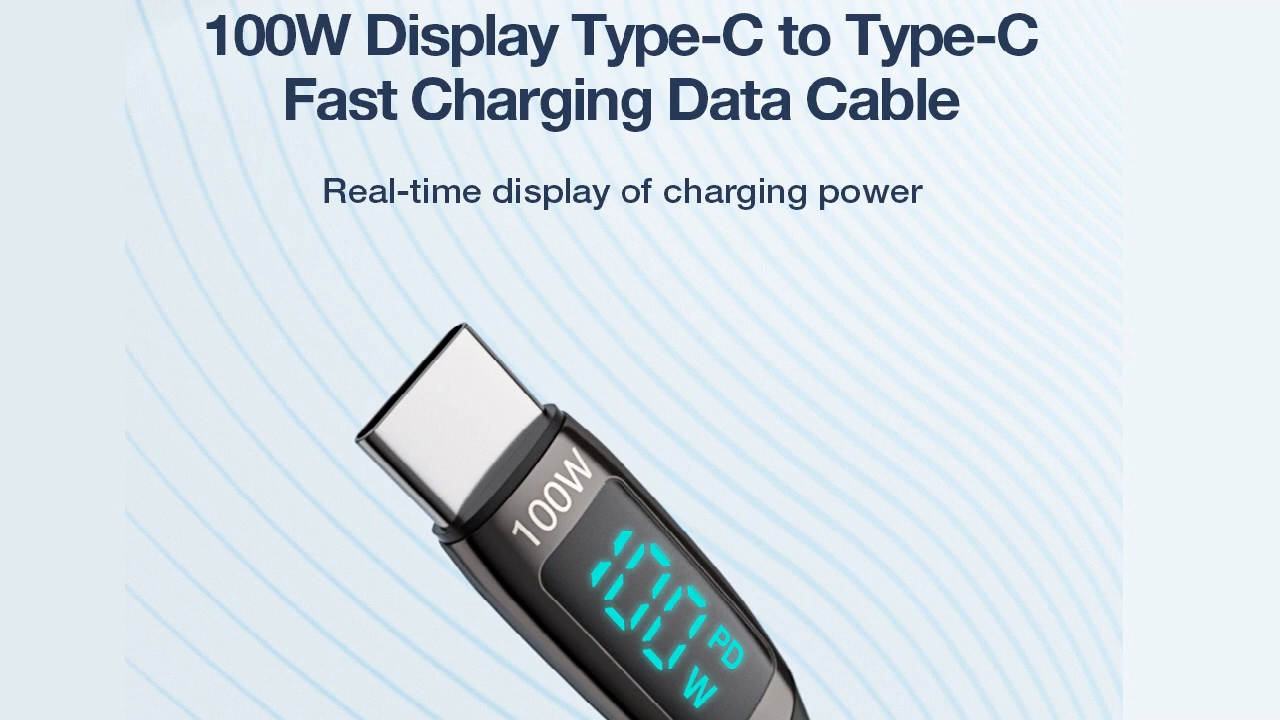 100W Display Type-C to Type-C
Fast Charging Data Cable
Real-time display of charging power
100W
100
PD
W